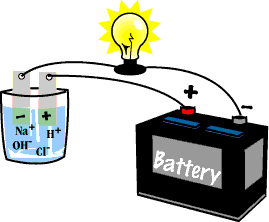 + −
− +
Na⁺ H⁺
OH⁻ Cl⁻
Battery